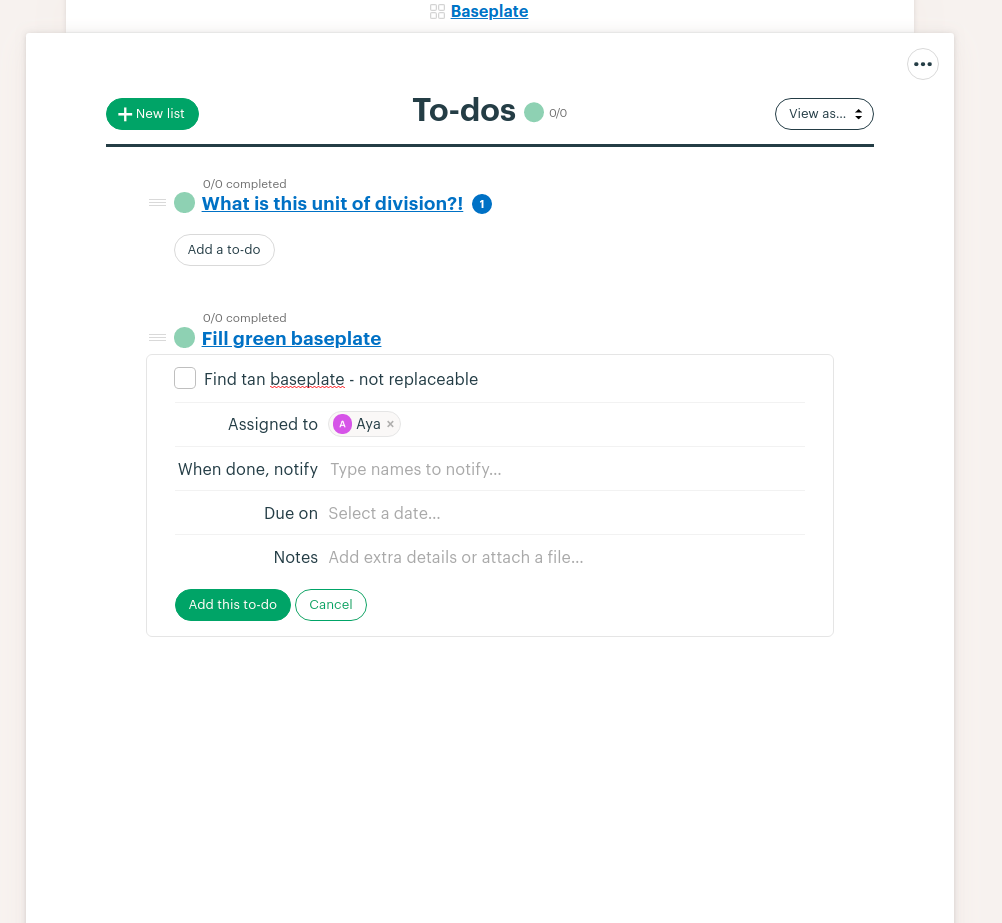 Baseplate
New list
To-dos 0/0
View as...
0/0 completed
What is this unit of division?! 1
Add a to-do
0/0 completed
Fill green baseplate
Find tan baseplate - not replaceable
Assigned to A Aya ×
When done, notify Type names to notify...
Due on Select a date...
Notes Add extra details or attach a file...
Add this to-do Cancel